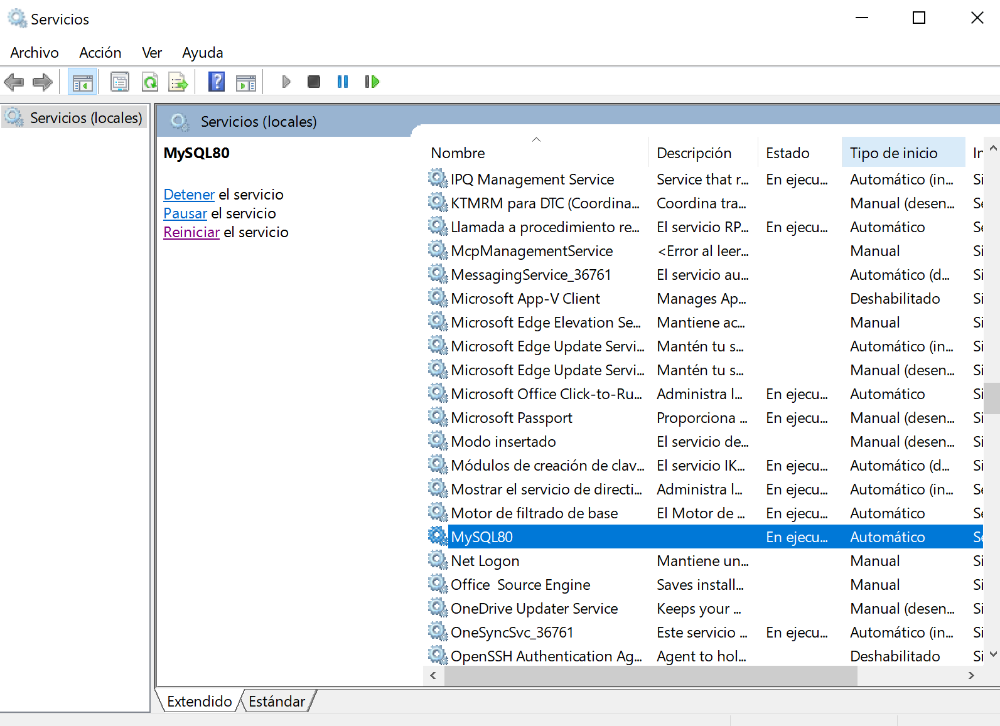 Servicios
Archivo Acción Ver Ayuda
Servicios (locales)
Servicios (locales)
MySQL80
Detener el servicio
Pausar el servicio
Reiniciar el servicio
Nombre Descripción Estado Tipo de inicio In
IPQ Management Service Service that r... En ejecu... Automático (in... Si
KTMRM para DTC (Coordina... Coordina tra... Manual (desen... Se
Llamada a procedimiento re... El servicio RP... En ejecu... Automático Se
McpManagementService <Error al leer... Manual Si
MessagingService_36761 El servicio au... Automático (d... Si
Microsoft App-V Client Manages Ap... Deshabilitado Si
Microsoft Edge Elevation Se... Mantiene ac... Manual Si
Microsoft Edge Update Servi... Mantén tu s... Automático (in... Si
Microsoft Edge Update Servi... Mantén tu s... Manual (desen... Si
Microsoft Office Click-to-Ru... Administra l... En ejecu... Automático Si
Microsoft Passport Proporciona ... En ejecu... Manual (desen... Si
Modo insertado El servicio de... Manual (desen... Si
Módulos de creación de clav... El servicio IK... En ejecu... Automático (d... Si
Mostrar el servicio de directi... Administra l... En ejecu... Automático (in... Se
Motor de filtrado de base El Motor de ... En ejecu... Automático Se
MySQL80 En ejecu... Automático Se
Net Logon Mantiene un... Manual Si
Office  Source Engine Saves install... Manual Si
OneDrive Updater Service Keeps your ... Manual (desen... Si
OneSyncSvc_36761 Este servicio ... En ejecu... Automático (in... Si
OpenSSH Authentication Ag... Agent to hol... Deshabilitado Si
Extendido Estándar